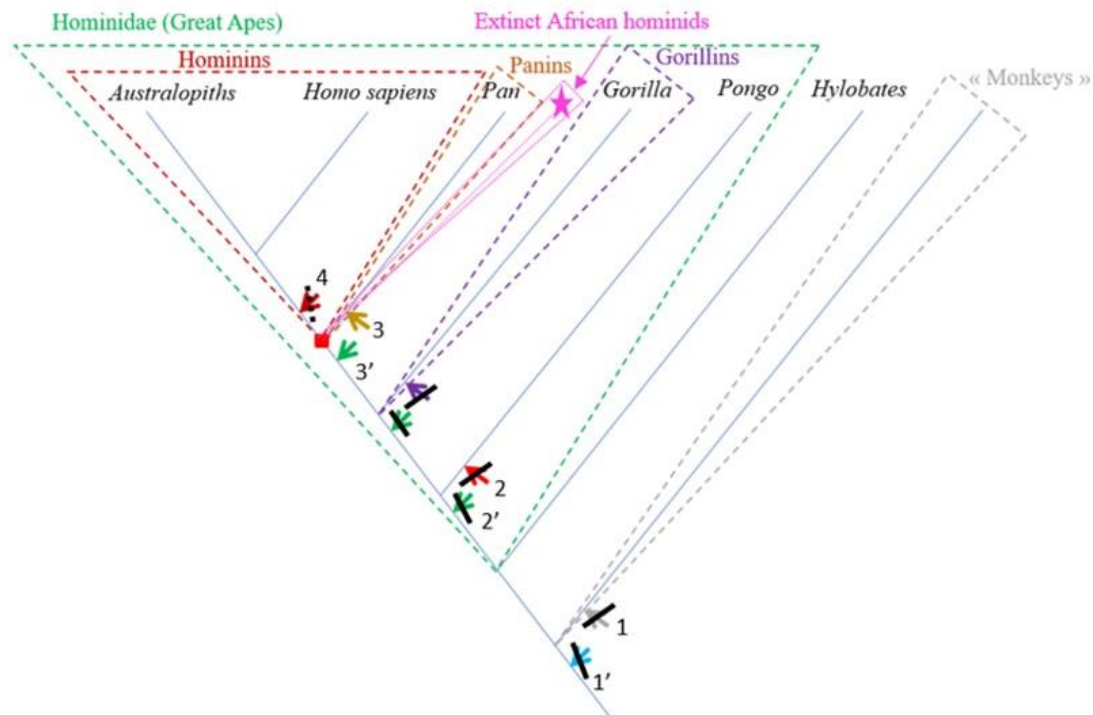 Hominidae (Great Apes)
Extinct African hominids
Hominins
Panins
Gorillins
« Monkeys »
Australopiths
Homo sapiens
Pan
Gorilla
Pongo
Hylobates
4
3
3’
2
2’
1
1’